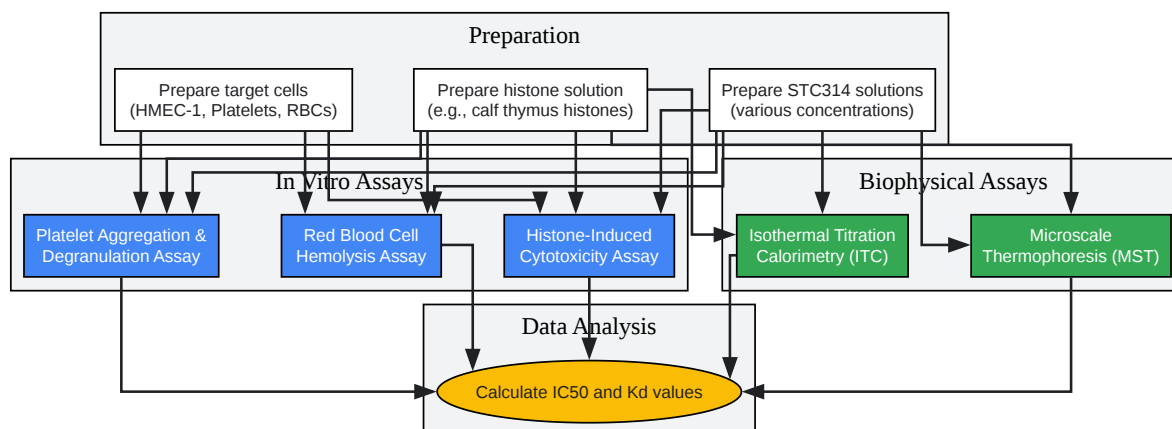 Preparation
Prepare target cells
(HMEC-1, Platelets, RBCs)
Prepare histone solution
(e.g., calf thymus histones)
Prepare STC314 solutions
(various concentrations)
In Vitro Assays
Biophysical Assays
Platelet Aggregation &
Degranulation Assay
Red Blood Cell
Hemolysis Assay
Histone-Induced
Cytotoxicity Assay
Isothermal Titration
Calorimetry (ITC)
Microscale
Thermophoresis (MST)
Data Analysis
Calculate IC50 and Kd values